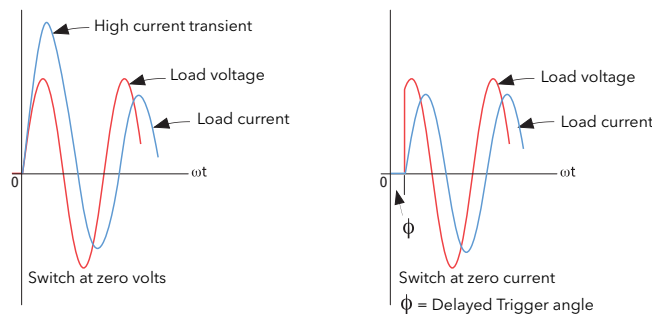 High current transient
Load voltage
Load current
ωt
0
Switch at zero volts
Load voltage
Load current
ωt
0
ϕ
Switch at zero current
ϕ = Delayed Trigger angle